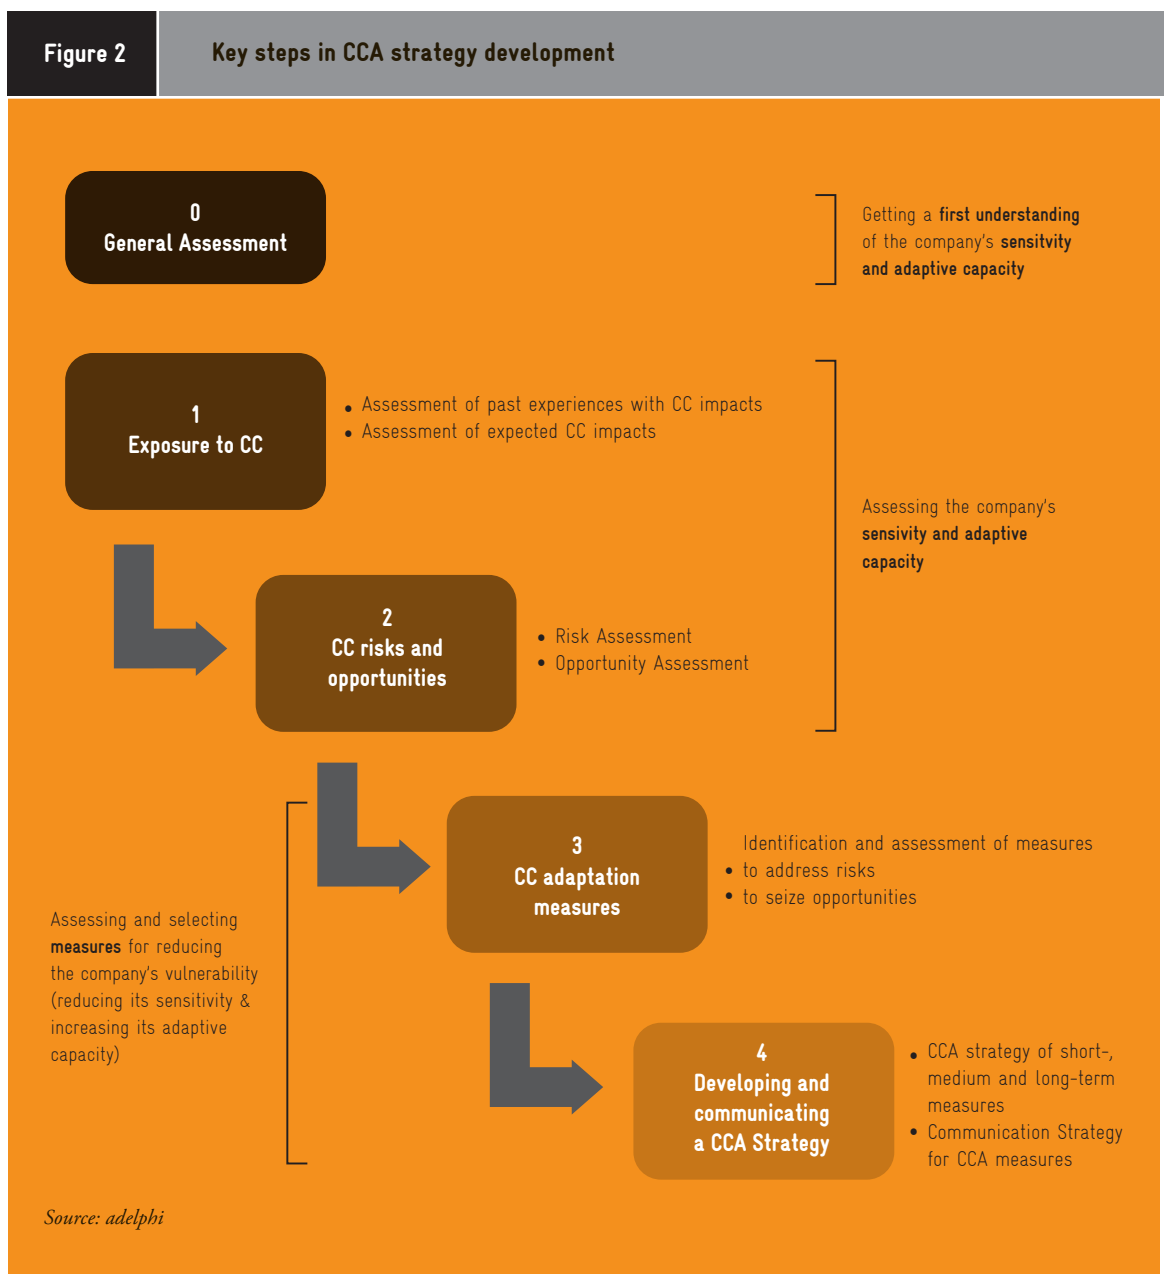 Figure 2
Key steps in CCA strategy development
0
General Assessment
Getting a first understanding
of the company's sensitvity
and adaptive capacity
1
Exposure to CC
• Assessment of past experiences with CC impacts
• Assessment of expected CC impacts
Assessing the company's
sensivity and adaptive
capacity
2
CC risks and
opportunities
• Risk Assessment
• Opportunity Assessment
3
CC adaptation
measures
Identification and assessment of measures
• to address risks
• to seize opportunities
Assessing and selecting
measures for reducing
the company's vulnerability
(reducing its sensitivity &
increasing its adaptive
capacity)
4
Developing and
communicating
a CCA Strategy
• CCA strategy of short-,
medium and long-term
measures
• Communication Strategy
for CCA measures
Source: adelphi